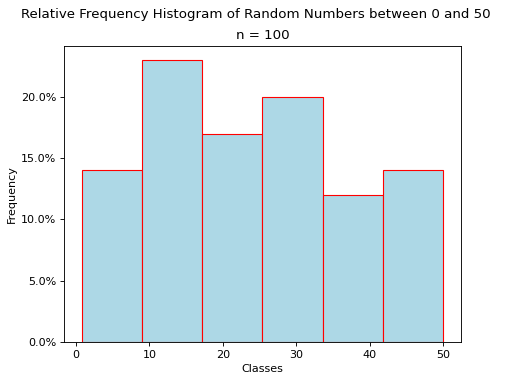 Relative Frequency Histogram of Random Numbers between 0 and 50
n = 100
20.0%
15.0%
10.0%
5.0%
0.0%
Frequency
0 10 20 30 40 50
Classes